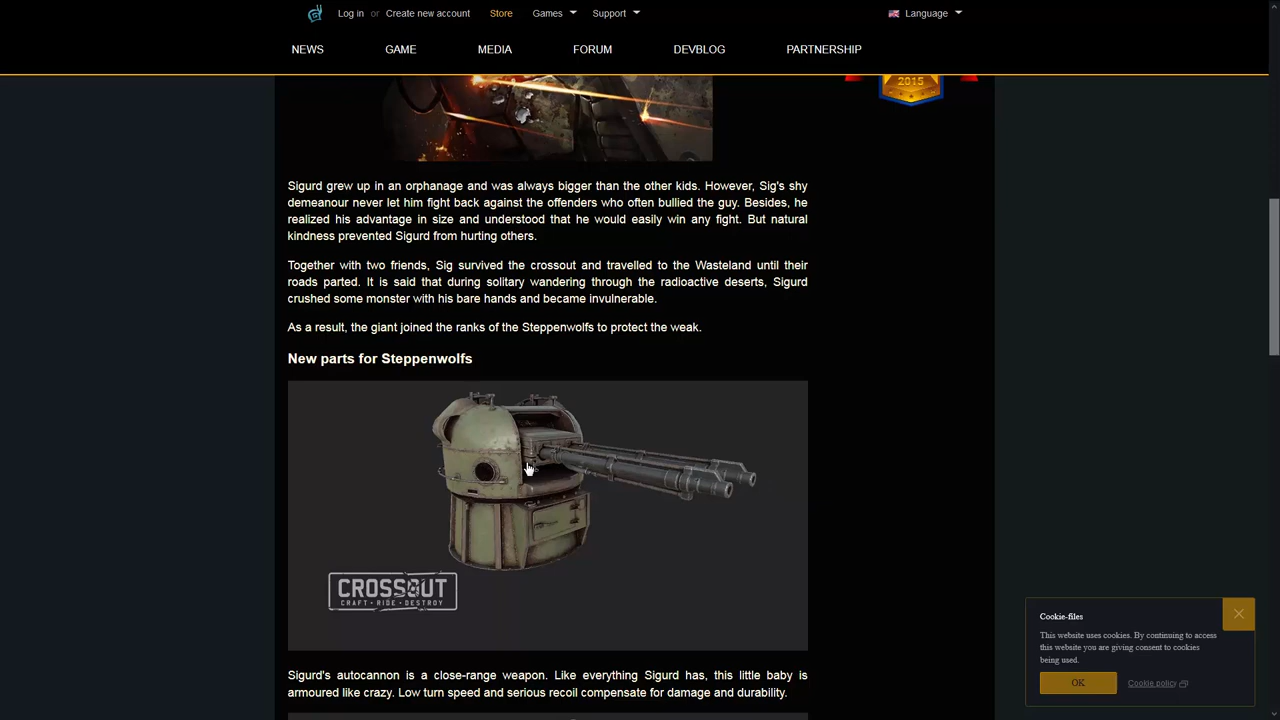 Log in or Create new account Store Games Support Language
NEWS GAME MEDIA FORUM DEVBLOG PARTNERSHIP
2015
Sigurd grew up in an orphanage and was always bigger than the other kids. However, Sig's shy
demeanour never let him fight back against the offenders who often bullied the guy. Besides, he
realized his advantage in size and understood that he would easily win any fight. But natural
kindness prevented Sigurd from hurting others.
Together with two friends, Sig survived the crossout and travelled to the Wasteland until their
roads parted. It is said that during solitary wandering through the radioactive deserts, Sigurd
crushed some monster with his bare hands and became invulnerable.
As a result, the giant joined the ranks of the Steppenwolfs to protect the weak.
New parts for Steppenwolfs
CROSSOUT
CRAFT • RIDE • DESTROY
Sigurd's autocannon is a close-range weapon. Like everything Sigurd has, this little baby is
armoured like crazy. Low turn speed and serious recoil compensate for damage and durability.
Cookie-files
This website uses cookies. By continuing to access
this website you are giving consent to cookies
being used.
OK Cookie policy